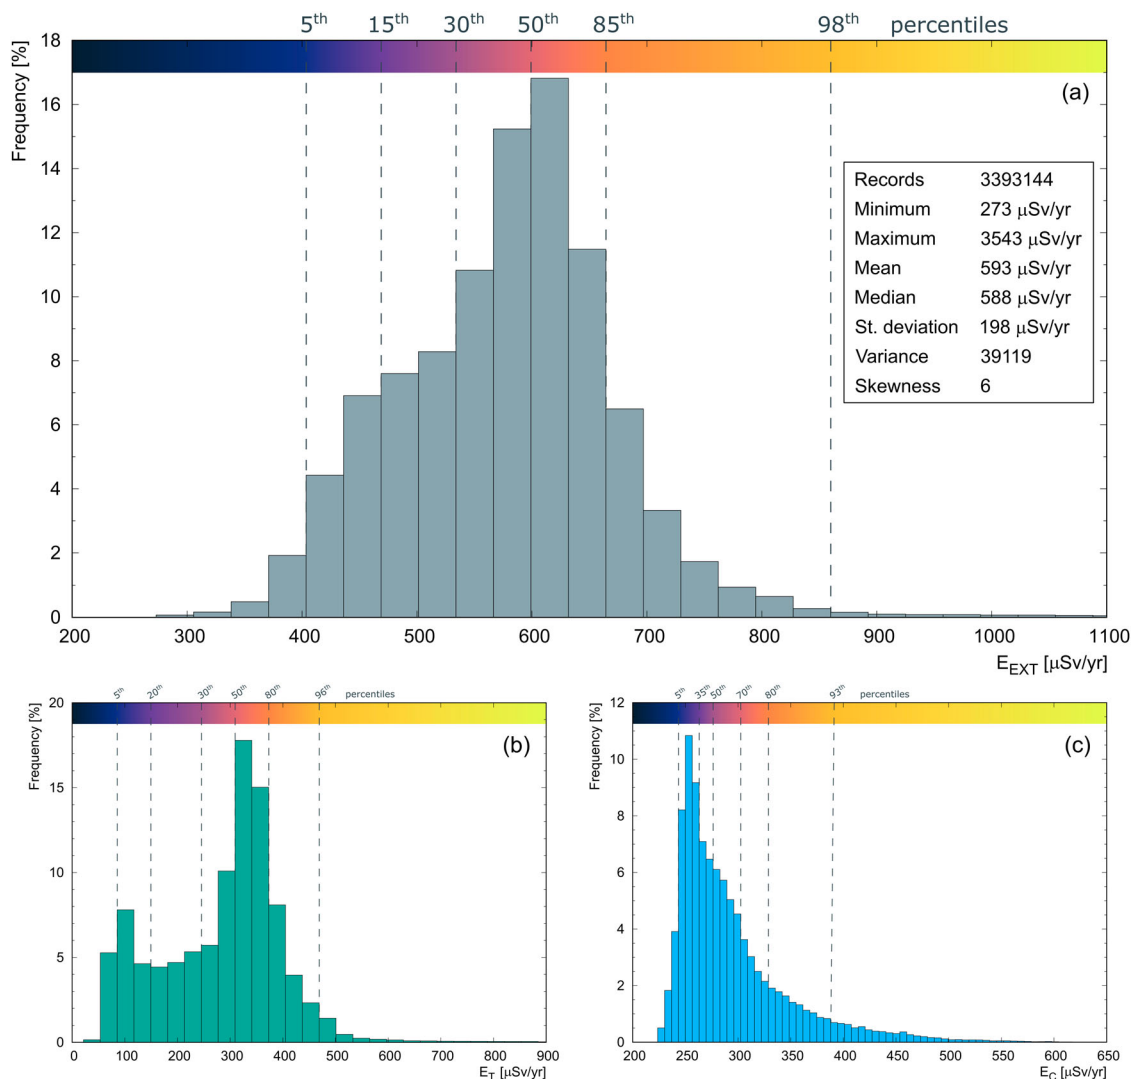 5th 15th 30th 50th 85th 98th percentiles
Frequency [%]
18
16
14
12
10
8
6
4
2
0
(a)
Records 3393144
Minimum 273 μSv/yr
Maximum 3543 μSv/yr
Mean 593 μSv/yr
Median 588 μSv/yr
St. deviation 198 μSv/yr
Variance 39119
Skewness 6
200 300 400 500 600 700 800 900 1000 1100
E_EXT [μSv/yr]
5th 20th 30th 50th 80th 96th percentiles
Frequency [%]
20
15
10
5
0
(b)
0 100 200 300 400 500 600 700 800 900
E_T [μSv/yr]
5th 35th 50th 70th 80th 93th percentiles
Frequency [%]
12
10
8
6
4
2
0
(c)
200 250 300 350 400 450 500 550 600 650
E_C [μSv/yr]